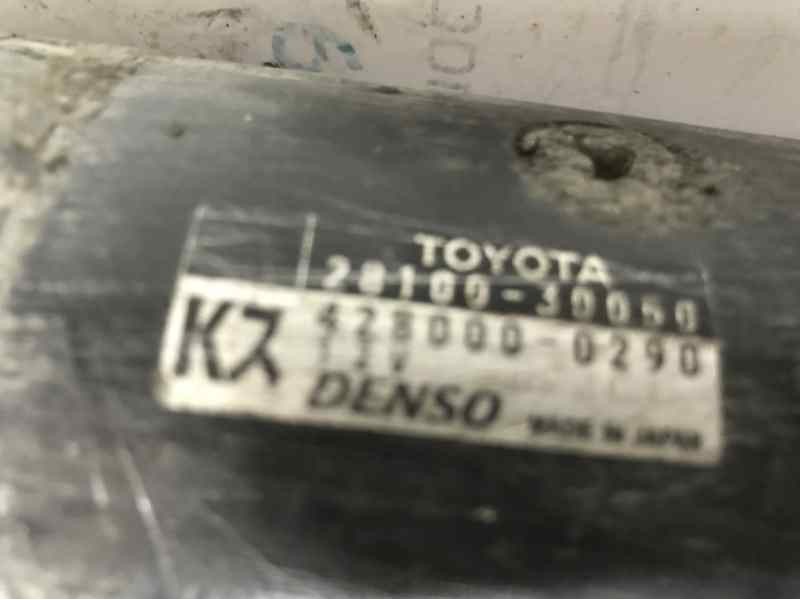 TOYOTA
28100-30050
Kス
428000-0290
12V
DENSO MADE IN JAPAN